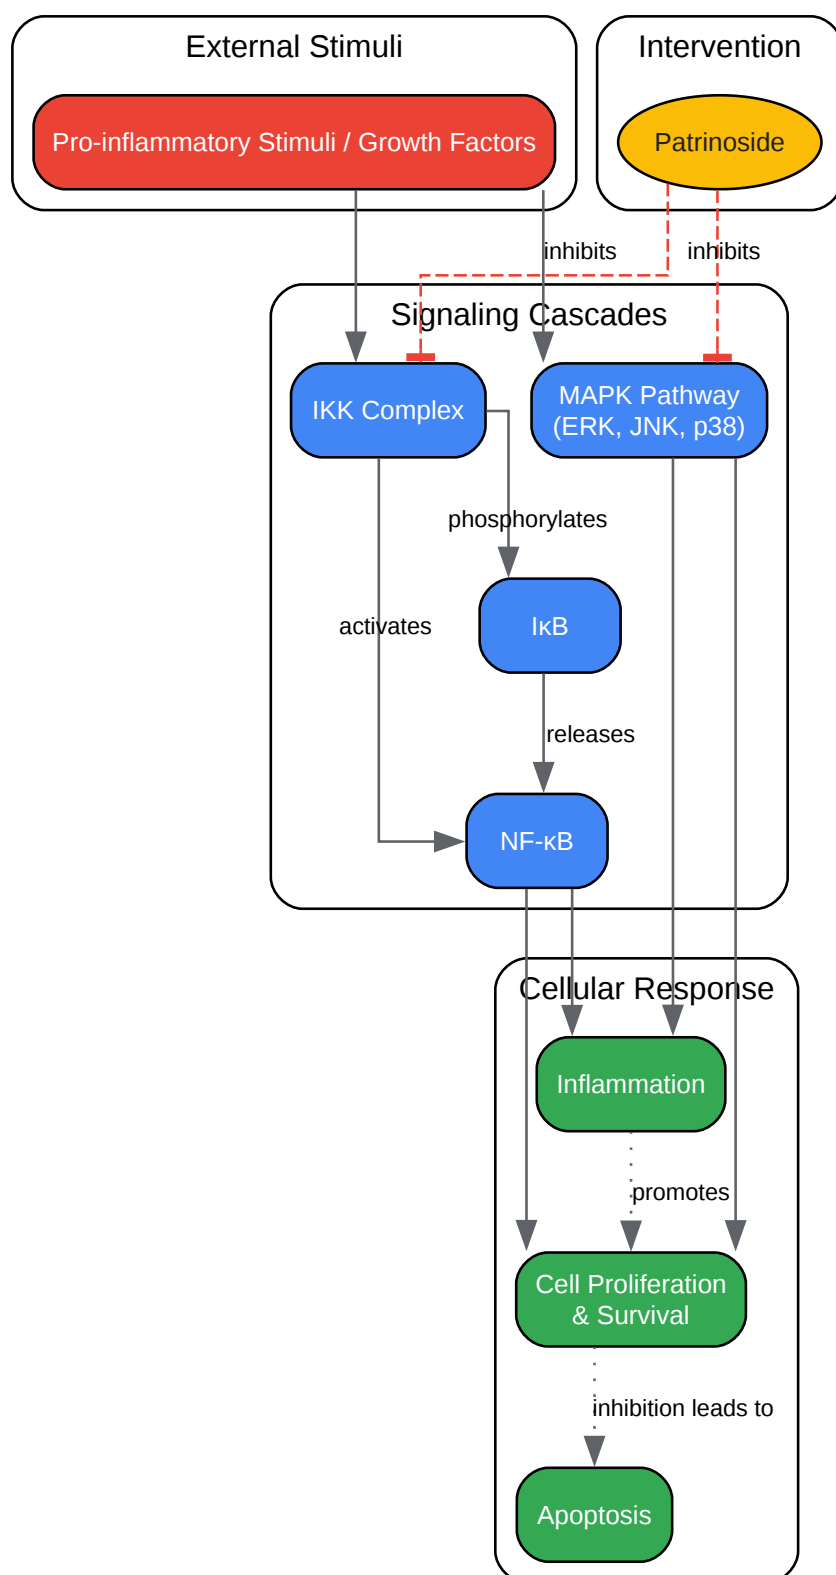 External Stimuli
Intervention
Pro-inflammatory Stimuli / Growth Factors
Patrinoside
inhibits
inhibits
Signaling Cascades
IKK Complex
MAPK Pathway
(ERK, JNK, p38)
phosphorylates
activates
IκB
releases
NF-κB
Cellular Response
Inflammation
promotes
Cell Proliferation
& Survival
inhibition leads to
Apoptosis